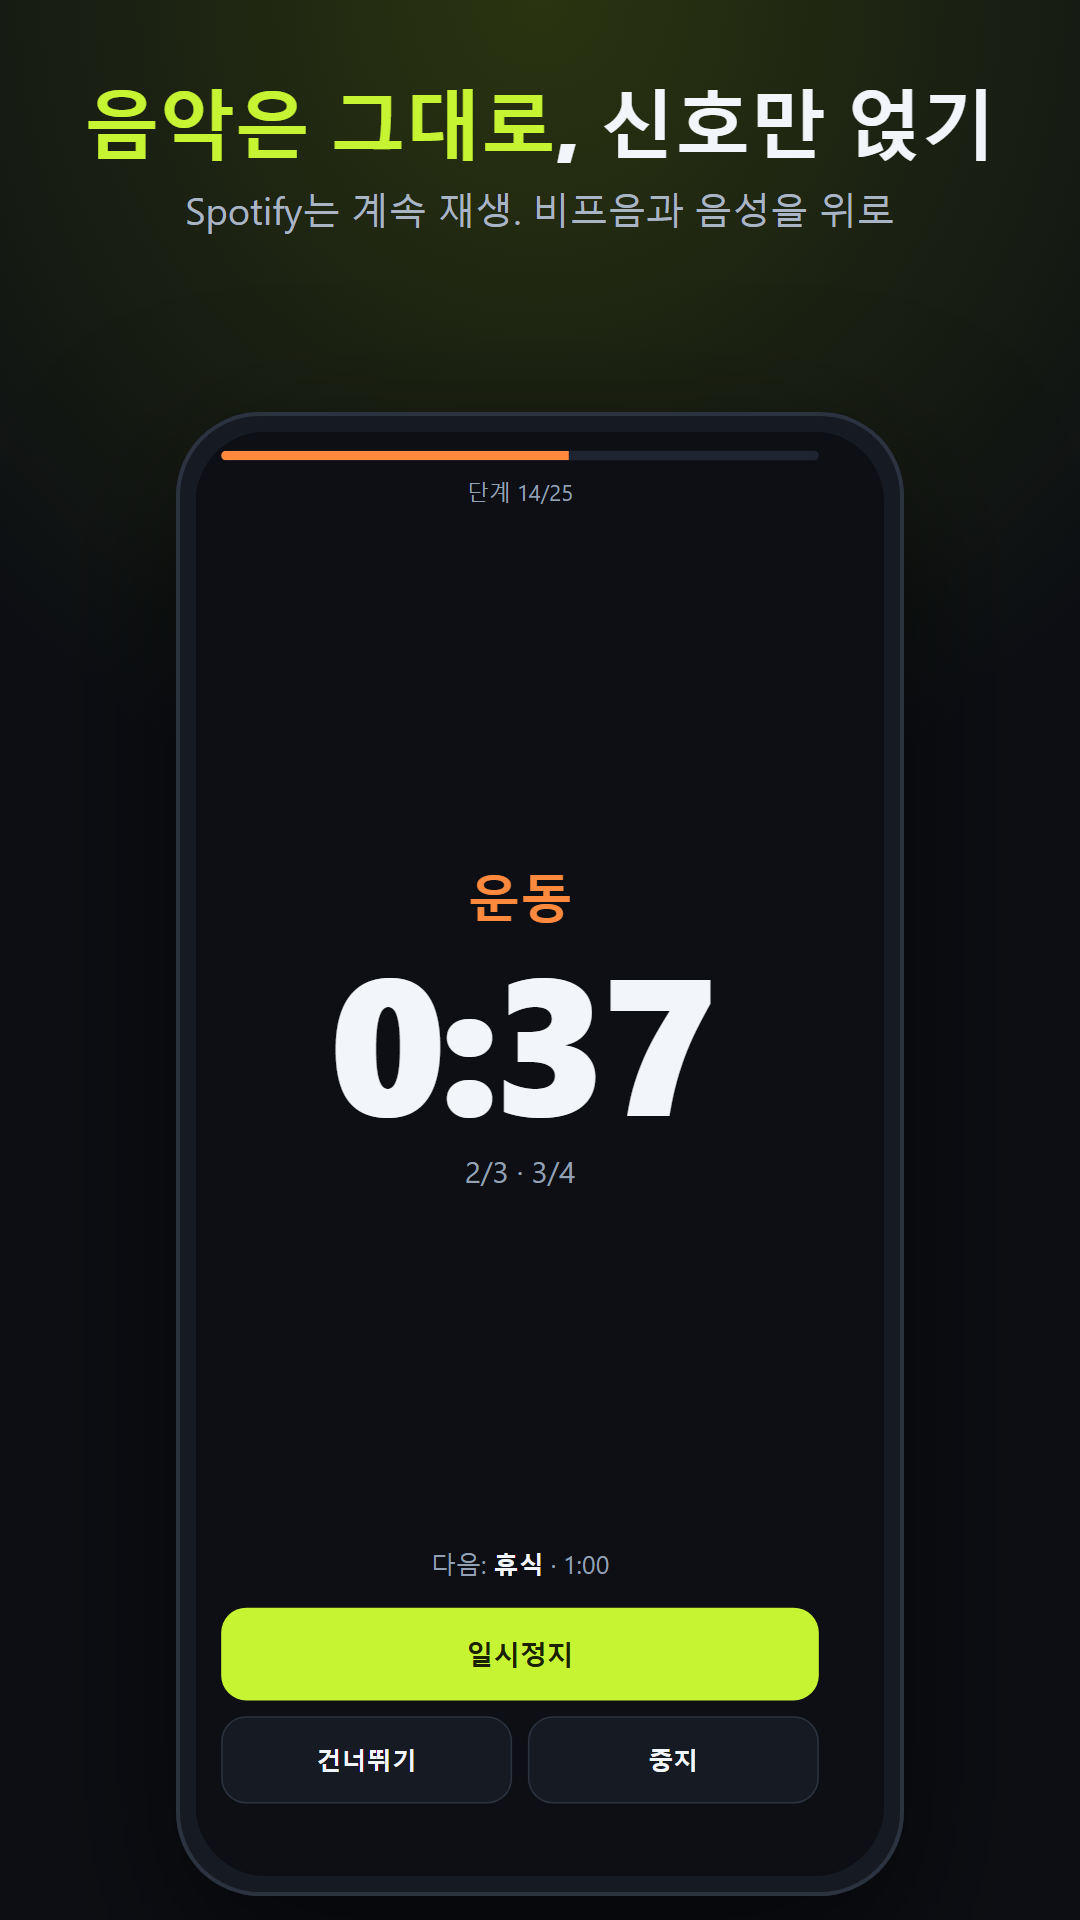 음악은 그대로, 신호만 얹기
Spotify는 계속 재생. 비프음과 음성을 위로
단계 14/25
운동
0:37
2/3 · 3/4
다음: 휴식 · 1:00
일시정지
건너뛰기
중지